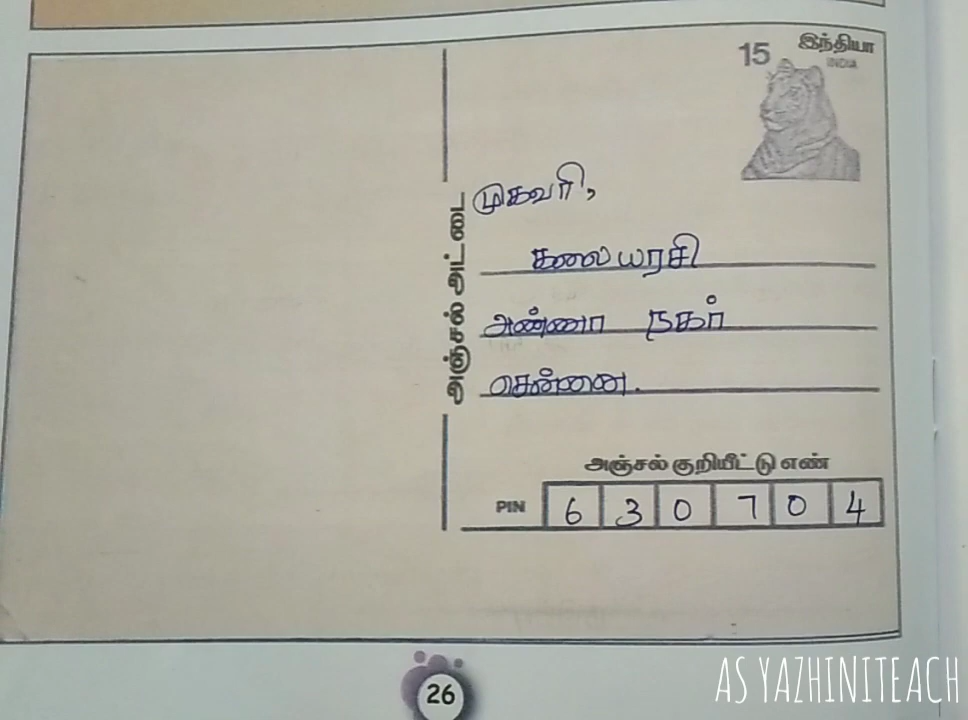 15 இந்தியா
INDIA
அஞ்சல் அட்டை
முகவரி,
கலையரசி
அண்ணா நகர்
சென்னை.
அஞ்சல் குறியீட்டு எண்
PIN 6 3 0 7 0 4
26
AS YAZHINITEACH